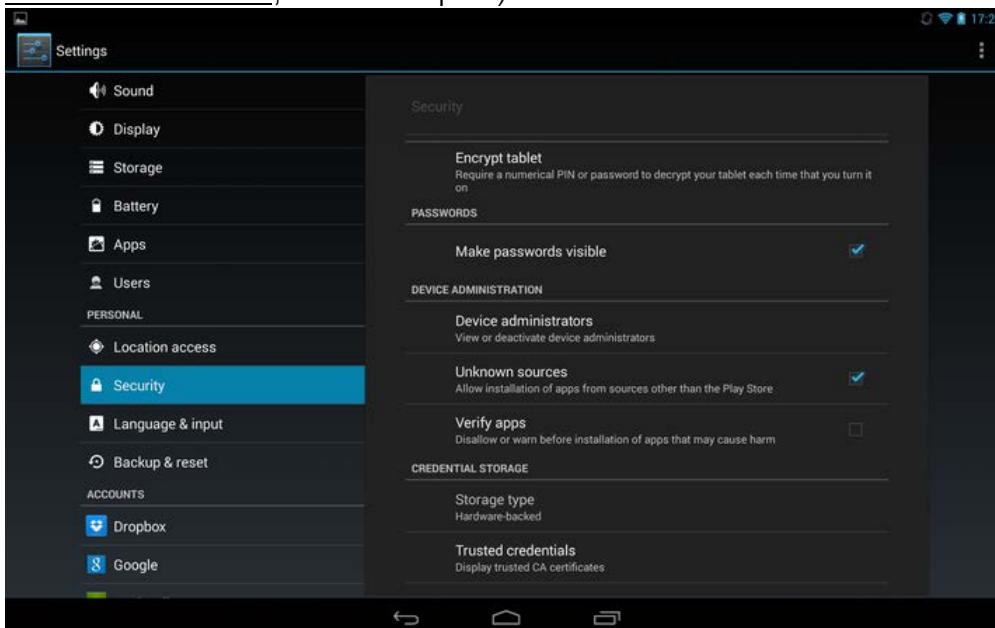 17:2
Settings
Sound
Display
Storage
Battery
Apps
Users
PERSONAL
Location access
Security
Language & input
Backup & reset
ACCOUNTS
Dropbox
Google
Security
Encrypt tablet
Require a numerical PIN or password to decrypt your tablet each time that you turn it
on
PASSWORDS
Make passwords visible
DEVICE ADMINISTRATION
Device administrators
View or deactivate device administrators
Unknown sources
Allow installation of apps from sources other than the Play Store
Verify apps
Disallow or warn before installation of apps that may cause harm
CREDENTIAL STORAGE
Storage type
Hardware-backed
Trusted credentials
Display trusted CA certificates